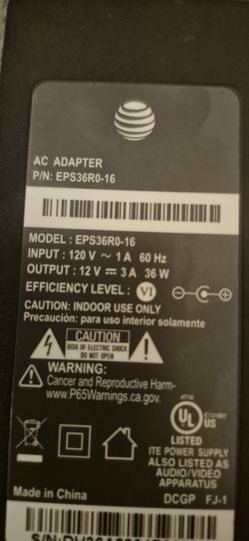 AC ADAPTER
P/N: EPS36R0-16
MODEL : EPS36R0-16
INPUT : 120 V ~ 1A 60 Hz
OUTPUT : 12 V ⎓ 3 A 36 W
EFFICIENCY LEVEL : VI
CAUTION: INDOOR USE ONLY
Precaución: para uso interior solamente
CAUTION
RISK OF ELECTRIC SHOCK
DO NOT OPEN
WARNING:
Cancer and Reproductive Harm-
www.P65Warnings.ca.gov.
4T18
UL
US
LISTED
ITE POWER SUPPLY
ALSO LISTED AS
AUDIO/VIDEO
APPARATUS
Made in China
DCGP FJ-1